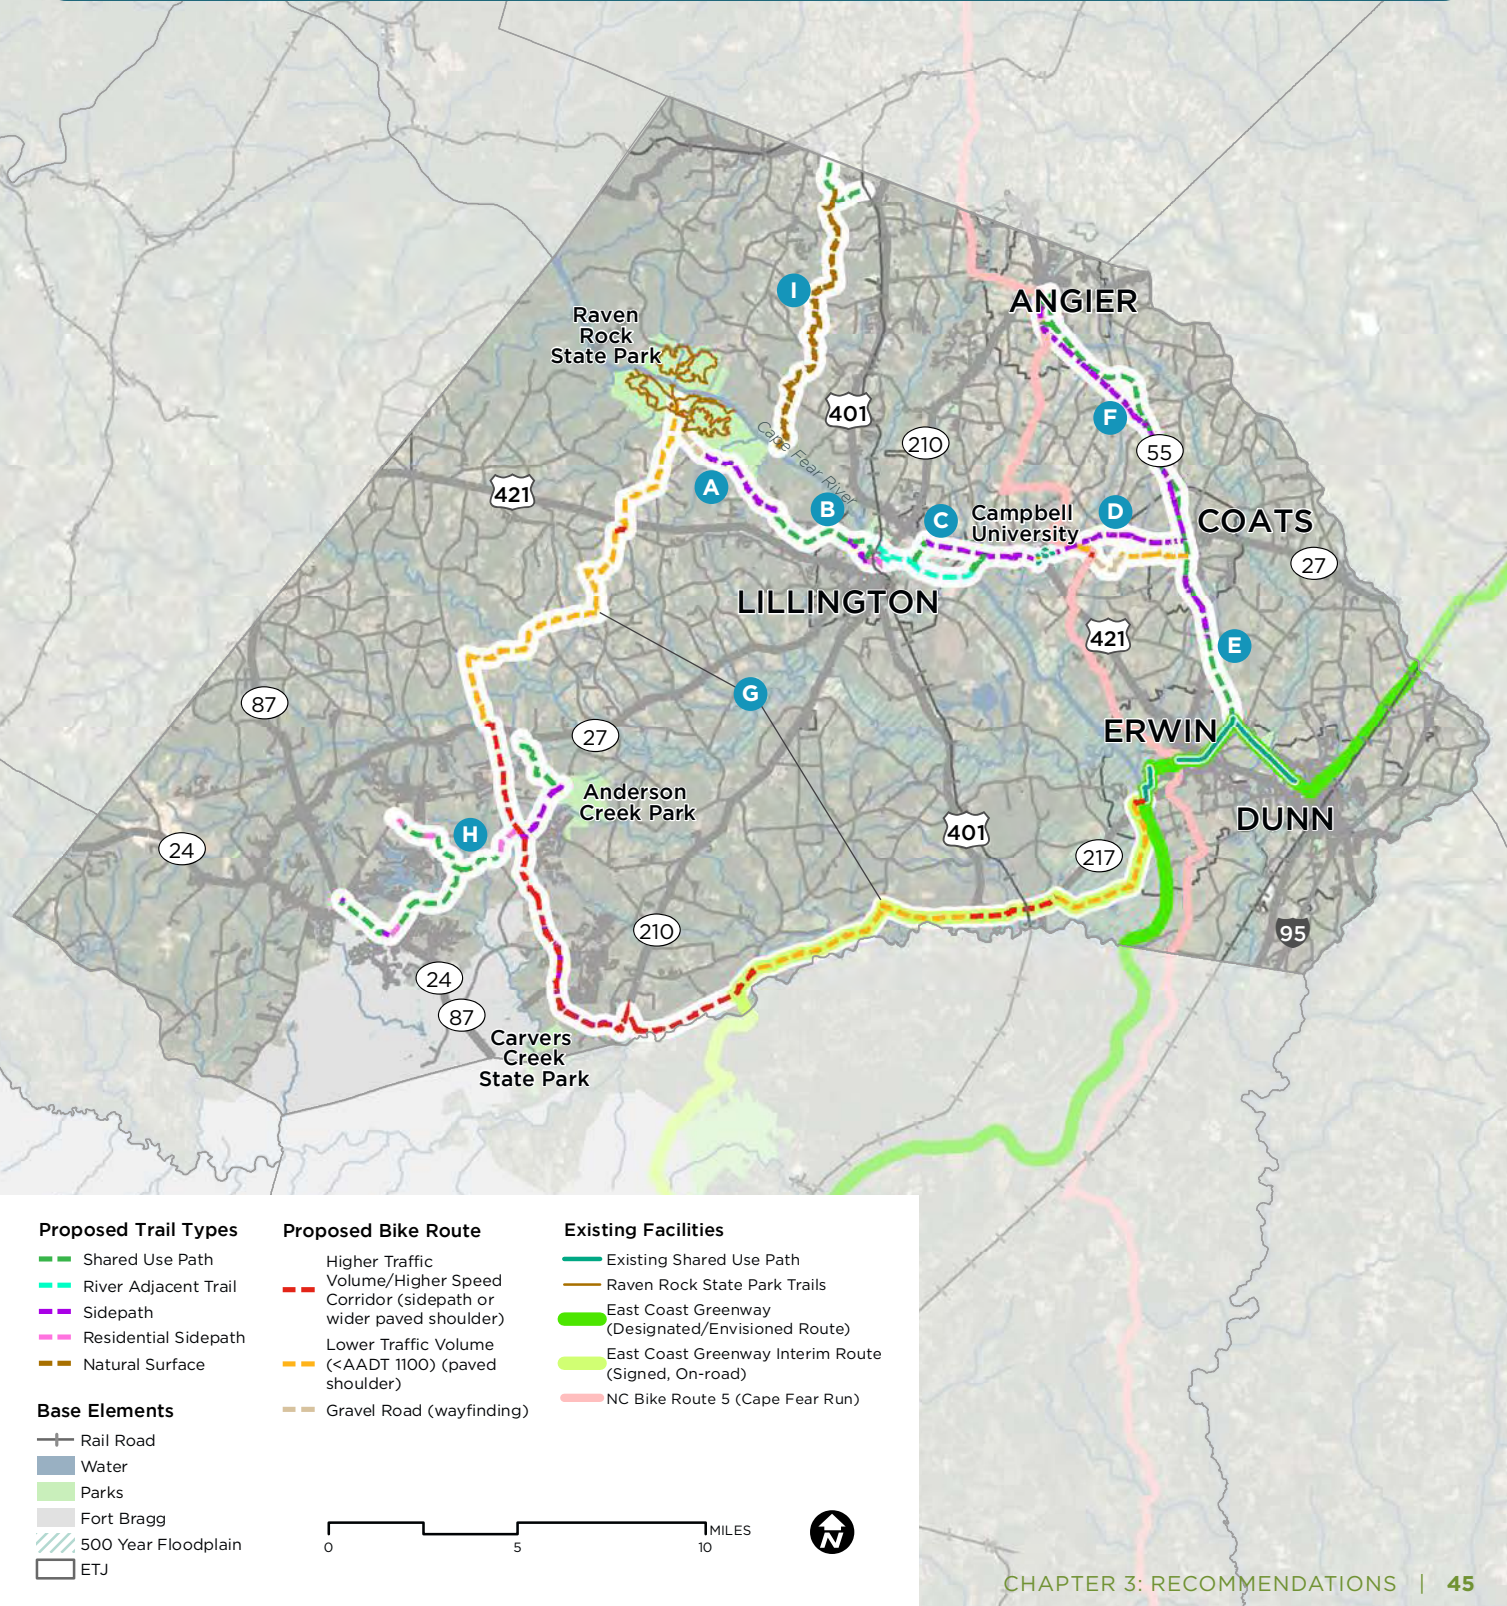 I
ANGIER
Raven
Rock
State Park
401
F
210
55
Cape Fear River
421
A
B
C
Campbell
University
D
COATS
27
LILLINGTON
421
E
G
87
ERWIN
27
Anderson
Creek Park
DUNN
H
401
24
217
210
95
24
87
Carvers
Creek
State Park
Proposed Trail Types
Shared Use Path
River Adjacent Trail
Sidepath
Residential Sidepath
Natural Surface
Base Elements
Rail Road
Water
Parks
Fort Bragg
500 Year Floodplain
ETJ
Proposed Bike Route
Higher Traffic
Volume/Higher Speed
Corridor (sidepath or
wider paved shoulder)
Lower Traffic Volume
(<AADT 1100) (paved
shoulder)
Gravel Road (wayfinding)
Existing Facilities
Existing Shared Use Path
Raven Rock State Park Trails
East Coast Greenway
(Designated/Envisioned Route)
East Coast Greenway Interim Route
(Signed, On-road)
NC Bike Route 5 (Cape Fear Run)
0 5 10 MILES
N
CHAPTER 3: RECOMMENDATIONS | 45